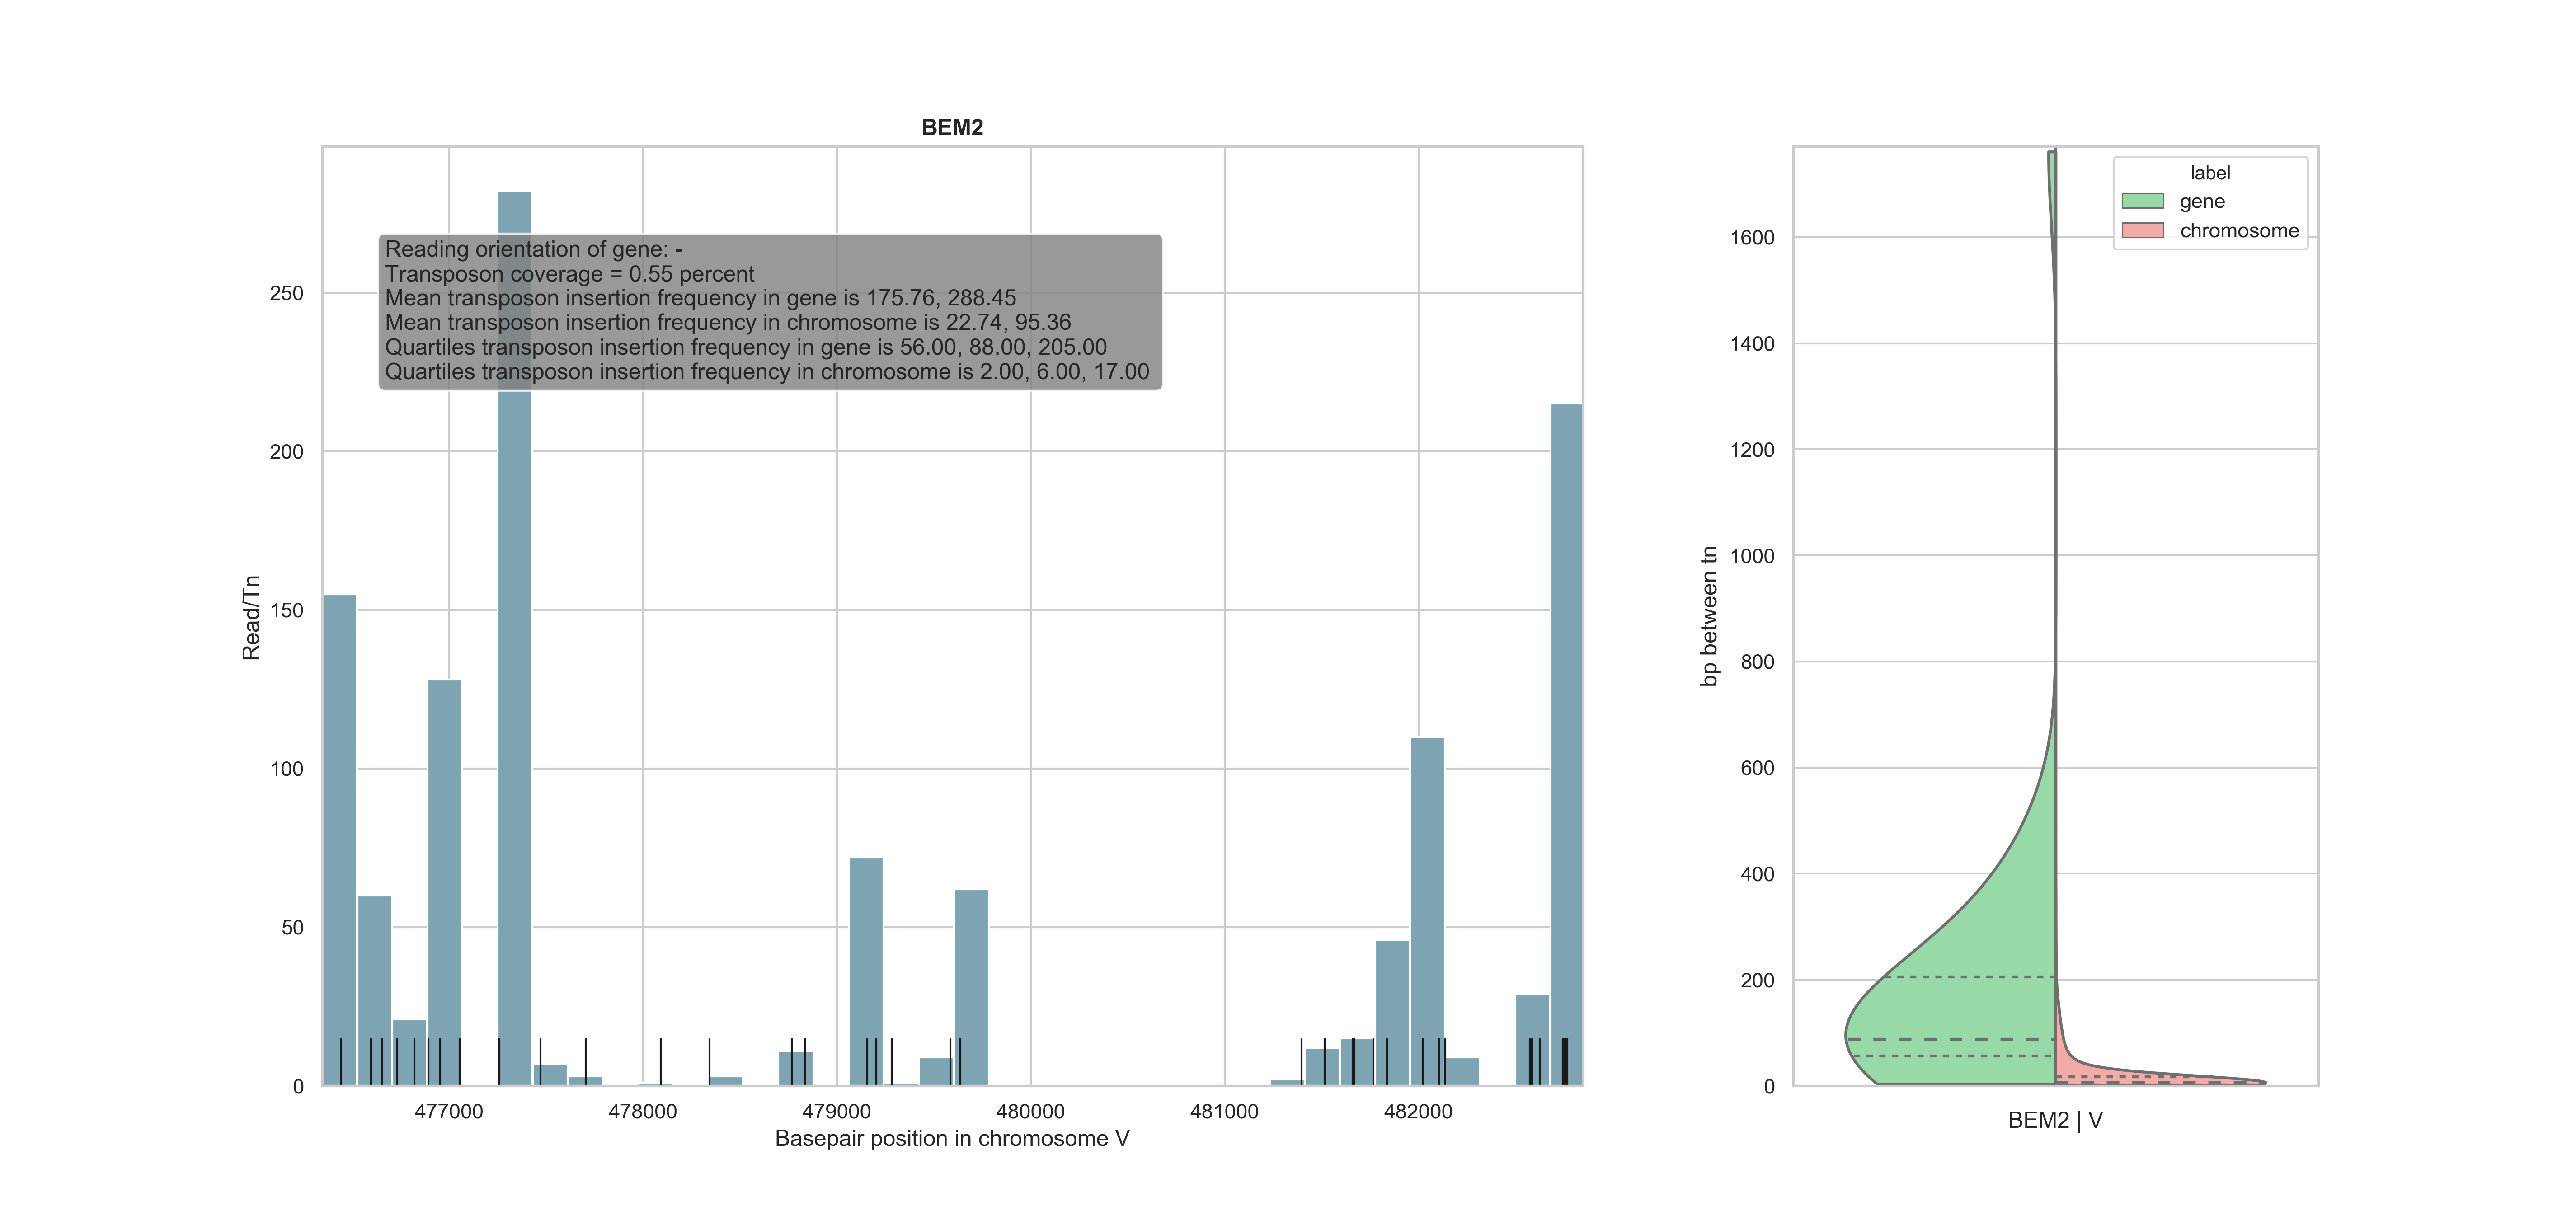 BEM2
Reading orientation of gene: -
Transposon coverage = 0.55 percent
Mean transposon insertion frequency in gene is 175.76, 288.45
Mean transposon insertion frequency in chromosome is 22.74, 95.36
Quartiles transposon insertion frequency in gene is 56.00, 88.00, 205.00
Quartiles transposon insertion frequency in chromosome is 2.00, 6.00, 17.00
Read/Tn
250
200
150
100
50
0
477000 478000 479000 480000 481000 482000
Basepair position in chromosome V
label
gene
chromosome
bp between tn
1600
1400
1200
1000
800
600
400
200
0
BEM2 | V